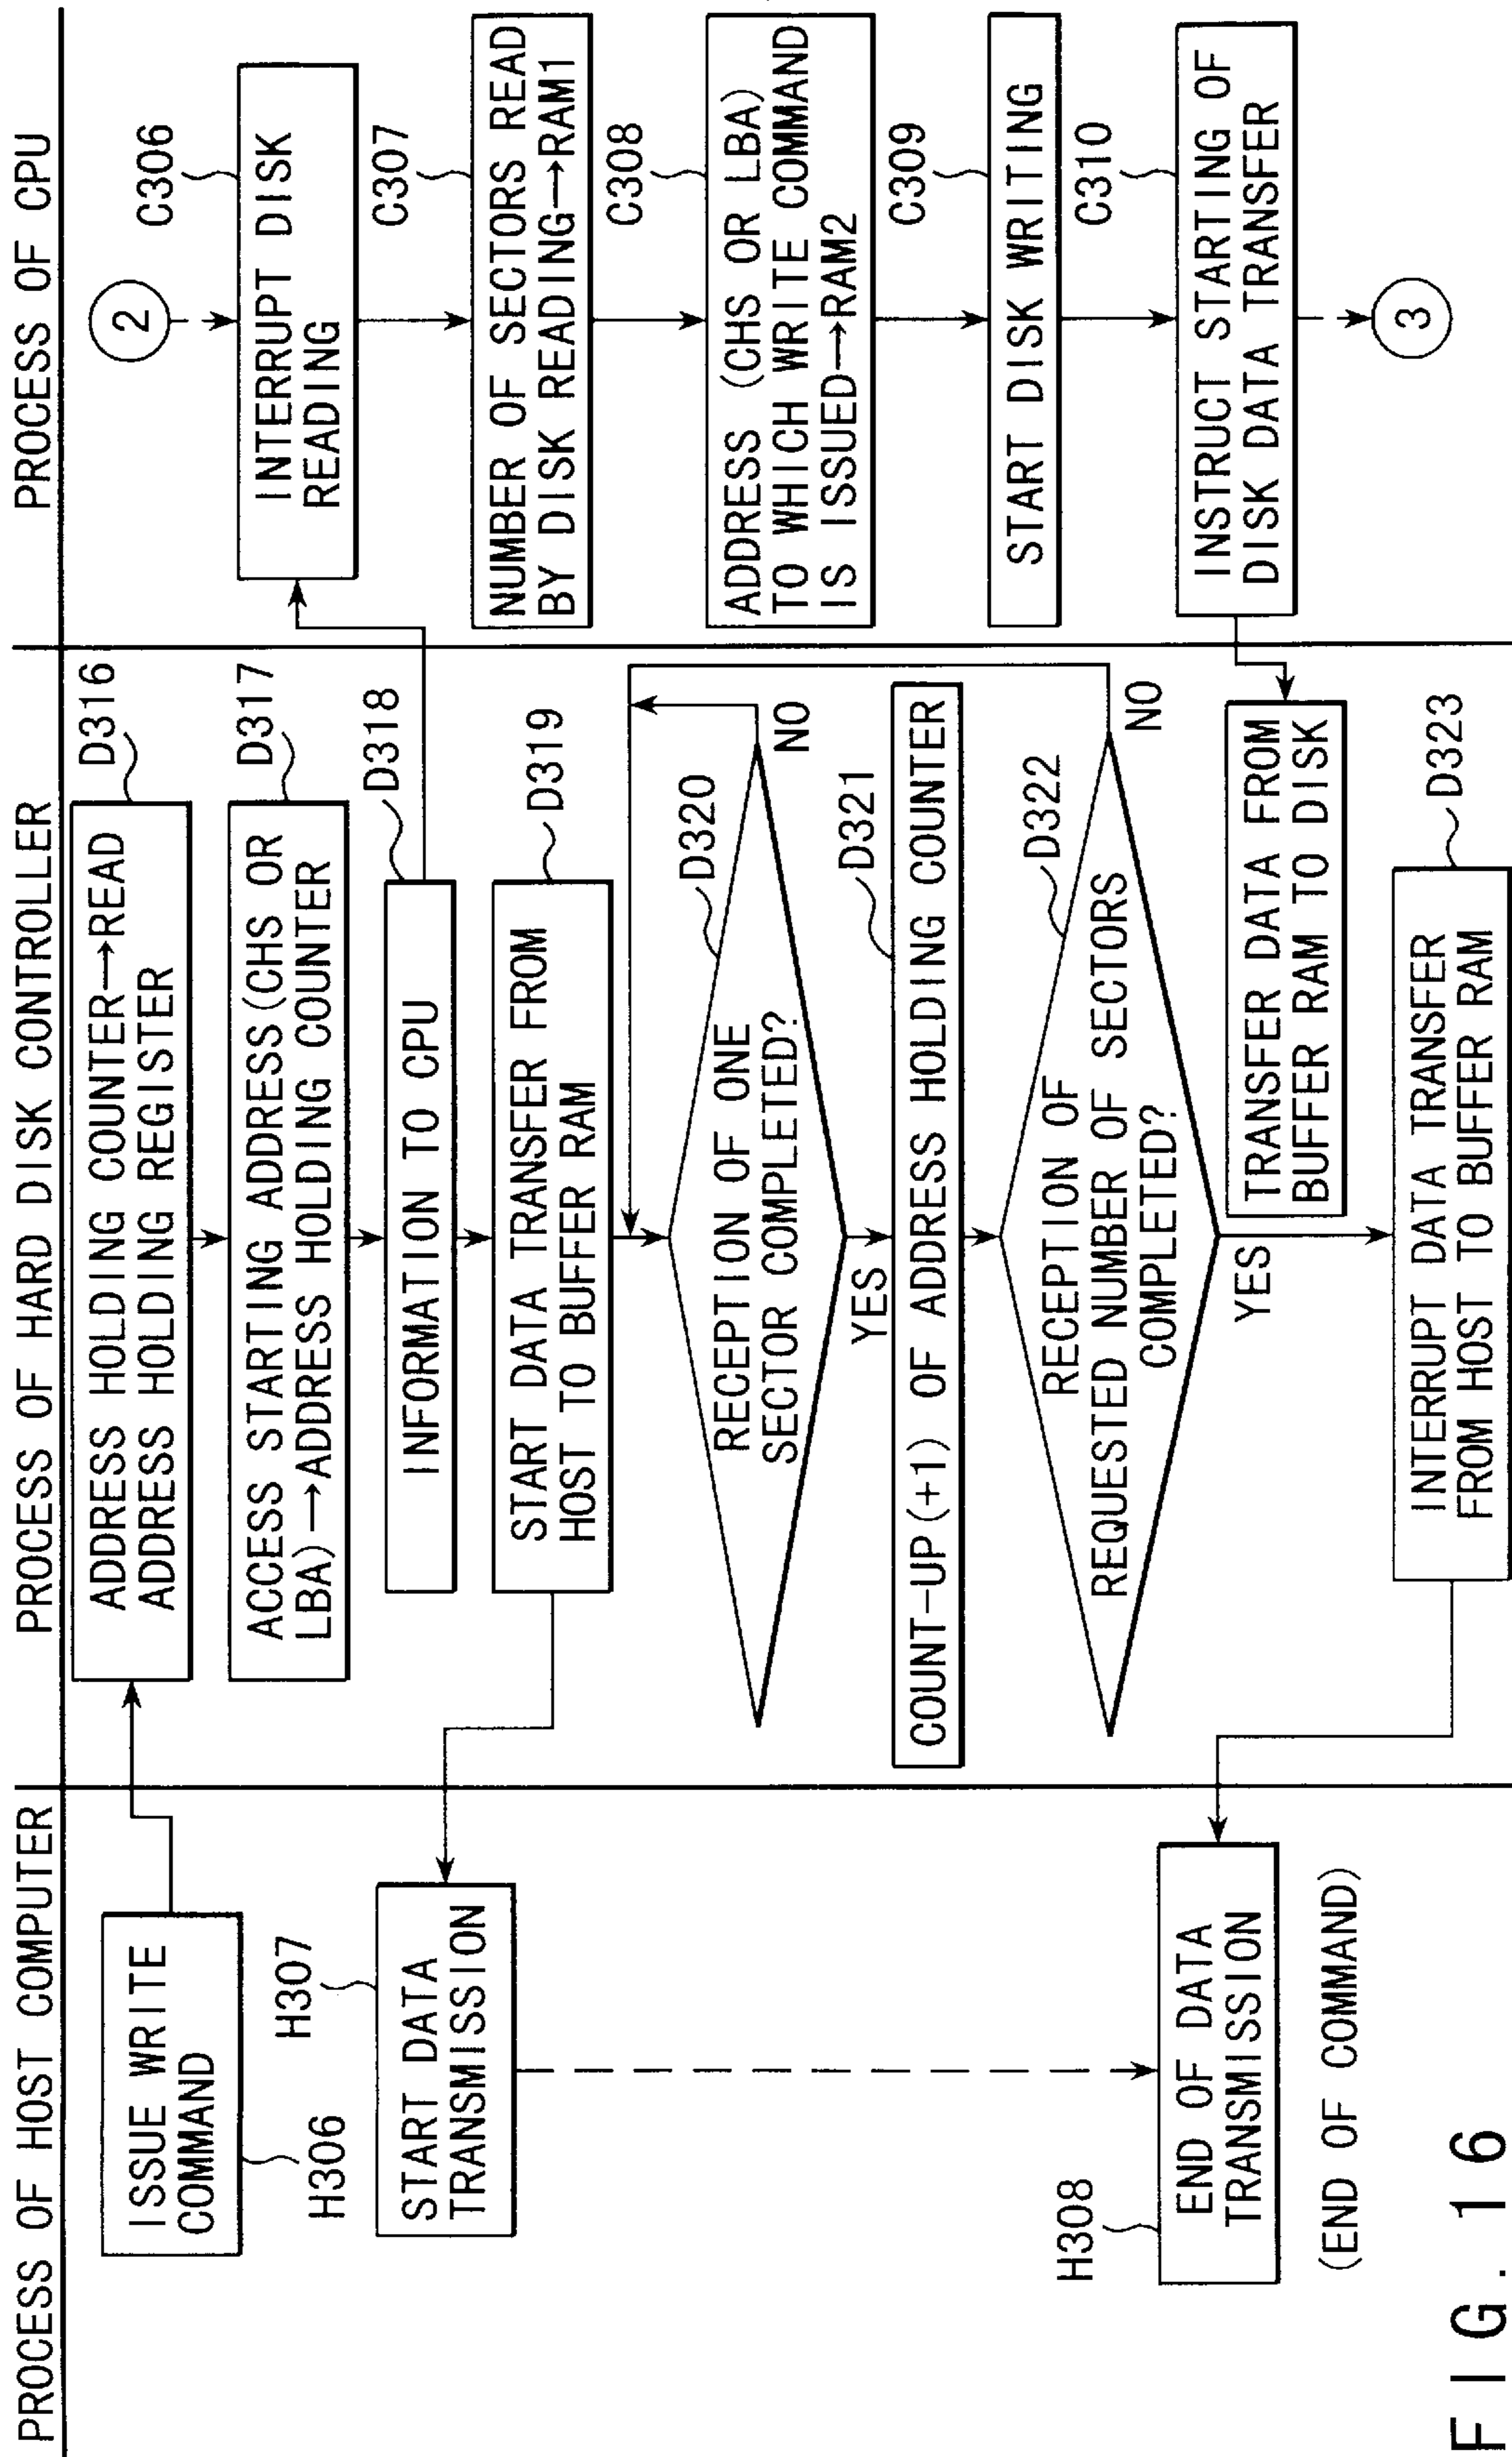 PROCESS OF HOST COMPUTER
ISSUE WRITE
COMMAND
H306
H307
START DATA
TRANSMISSION
H308
END OF DATA
TRANSMISSION
(END OF COMMAND)
PROCESS OF HARD DISK CONTROLLER
D316
ADDRESS HOLDING COUNTER→READ
ADDRESS HOLDING REGISTER
D317
ACCESS STARTING ADDRESS(CHS OR
LBA)→ADDRESS HOLDING COUNTER
D318
INFORMATION TO CPU
D319
START DATA TRANSFER FROM
HOST TO BUFFER RAM
D320
RECEPTION OF ONE
SECTOR COMPLETED?
NO
YES
D321
COUNT-UP(+1) OF ADDRESS HOLDING COUNTER
D322
RECEPTION OF
REQUESTED NUMBER OF SECTORS
COMPLETED?
NO
YES
TRANSFER DATA FROM
BUFFER RAM TO DISK
D323
INTERRUPT DATA TRANSFER
FROM HOST TO BUFFER RAM
PROCESS OF CPU
2
C306
INTERRUPT DISK
READING
C307
NUMBER OF SECTORS READ
BY DISK READING→RAM1
C308
ADDRESS (CHS OR LBA)
TO WHICH WRITE COMMAND
IS ISSUED→RAM2
C309
START DISK WRITING
C310
INSTRUCT STARTING OF
DISK DATA TRANSFER
3
FIG. 16